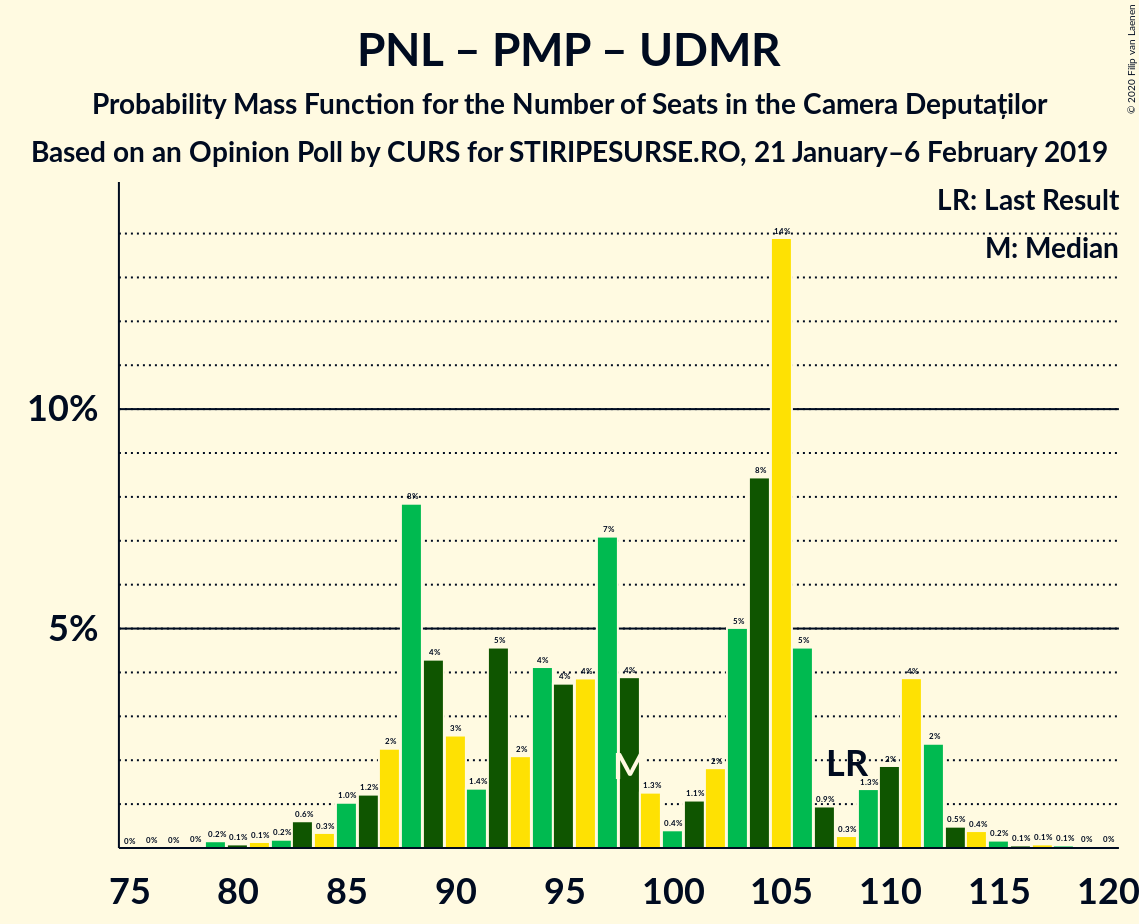 PNL – PMP – UDMR
Probability Mass Function for the Number of Seats in the Camera Deputaților
Based on an Opinion Poll by CURS for STIRIPESURSE.RO, 21 January–6 February 2019
© 2020 Filip van Laenen
LR: Last Result
M: Median
10%
5%
0% 0% 0% 0% 0.2% 0.1% 0.1% 0.2% 0.6% 0.3% 1.0% 1.2% 2% 8% 4% 3% 1.4% 5% 2% 4% 4% 4% 7% 4% 1.3% 0.4% 1.1% 2% 5% 8% 14% 5% 0.9% 0.3% 1.3% 2% 4% 2% 0.5% 0.4% 0.2% 0.1% 0.1% 0.1% 0% 0%
M LR
75 80 85 90 95 100 105 110 115 120